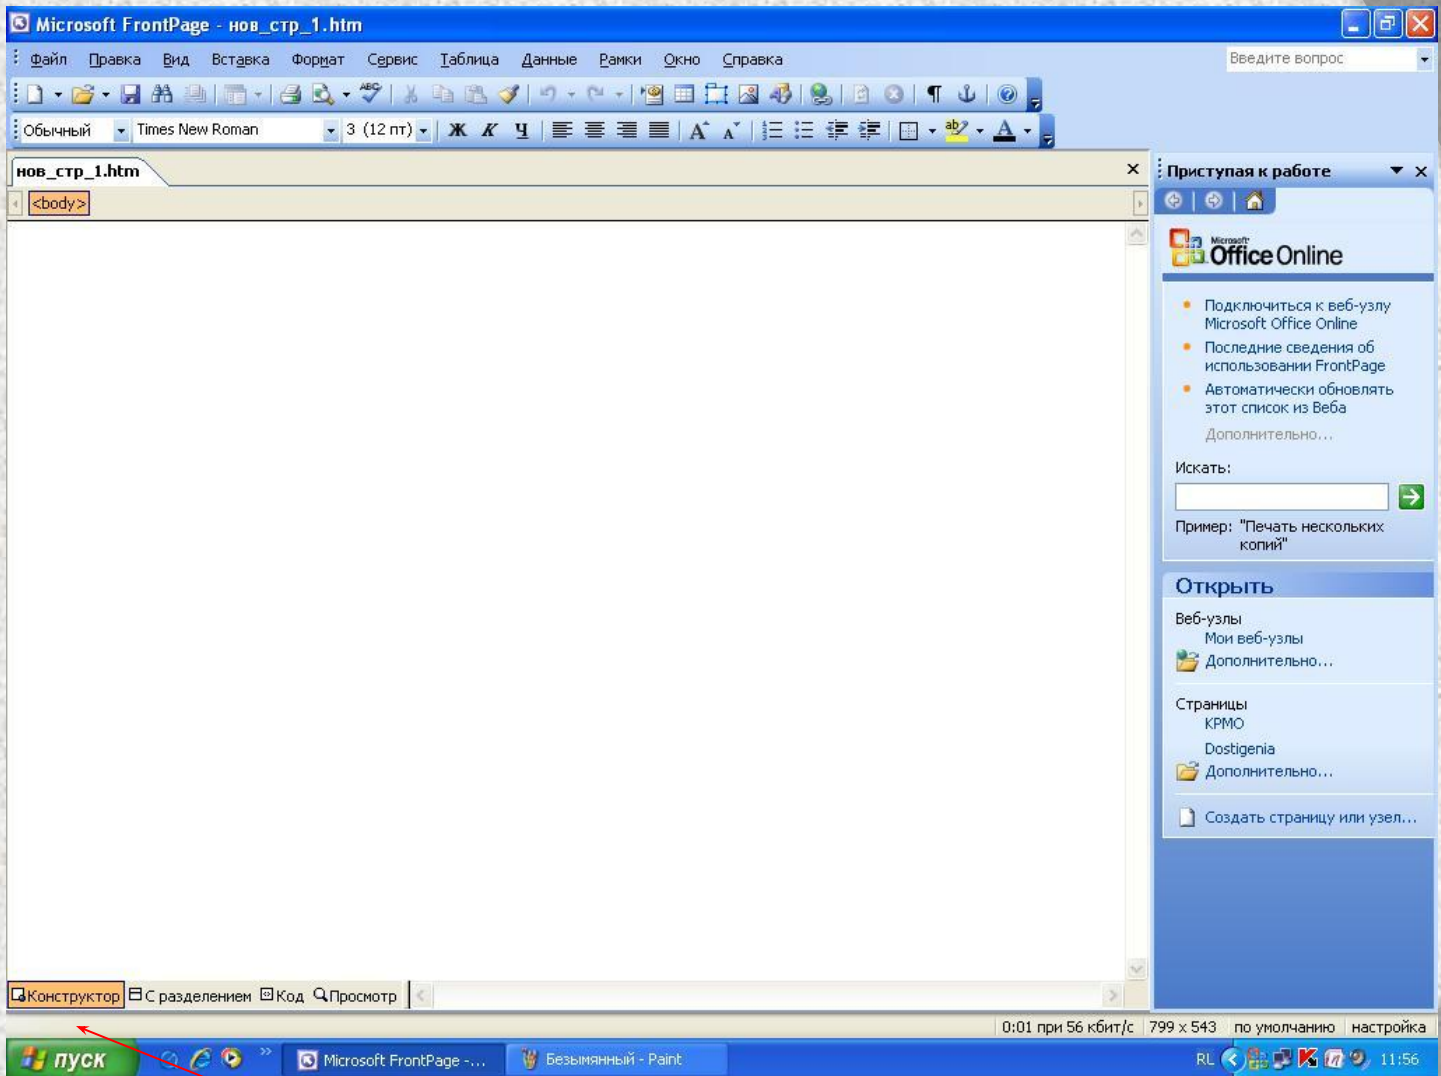 Microsoft FrontPage - нов_стр_1.htm
Файл Правка Вид Вставка Формат Сервис Таблица Данные Рамки Окно Справка
Введите вопрос
ABC
Обычный Times New Roman 3 (12 пт) Ж К Ч A A ab A
нов_стр_1.htm
<body>
Приступая к работе
Microsoft
Office Online
Подключиться к веб-узлу
Microsoft Office Online
Последние сведения об
использовании FrontPage
Автоматически обновлять
этот список из Веба
Дополнительно...
Искать:
Пример: "Печать нескольких
копий"
Открыть
Веб-узлы
Мои веб-узлы
Дополнительно...
Страницы
KPMO
Dostigenia
Дополнительно...
Создать страницу или узел...
Конструктор С разделением Код Просмотр
0:01 при 56 кбит/с 799 x 543 по умолчанию настройка
пуск
Microsoft FrontPage -...
Безымянный - Paint
RL
11:56